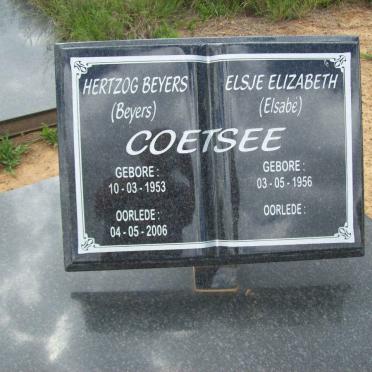 HERTZOG BEYERS
(Beyers)
ELSJE ELIZABETH
(Elsabé)
COETSEE
GEBORE :
10 - 03 - 1953
OORLEDE :
04 - 05 - 2006
GEBORE :
03 - 05 - 1956
OORLEDE :